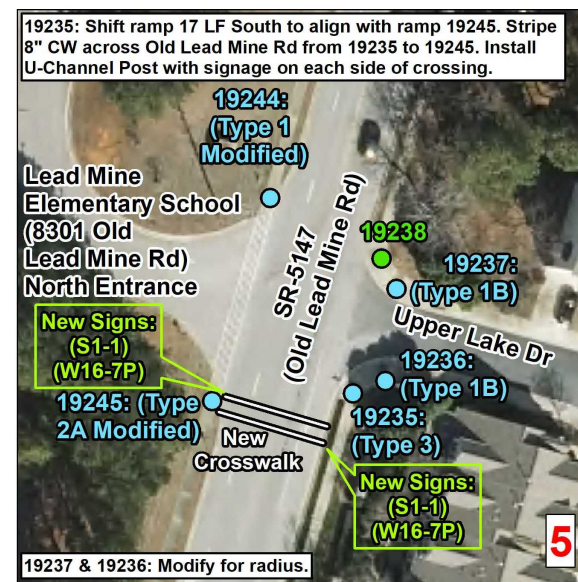 19235: Shift ramp 17 LF South to align with ramp 19245. Stripe
8" CW across Old Lead Mine Rd from 19235 to 19245. Install
U-Channel Post with signage on each side of crossing.
19244:
(Type 1
Modified)
Lead Mine
Elementary School
(8301 Old
Lead Mine Rd)
North Entrance
SR-5147
(Old Lead Mine Rd)
19238
19237:
(Type 1B)
Upper Lake Dr
New Signs:
(S1-1)
(W16-7P)
19236:
(Type 1B)
19245: (Type
2A Modified)
19235:
(Type 3)
New
Crosswalk
New Signs:
(S1-1)
(W16-7P)
5
19237 & 19236: Modify for radius.